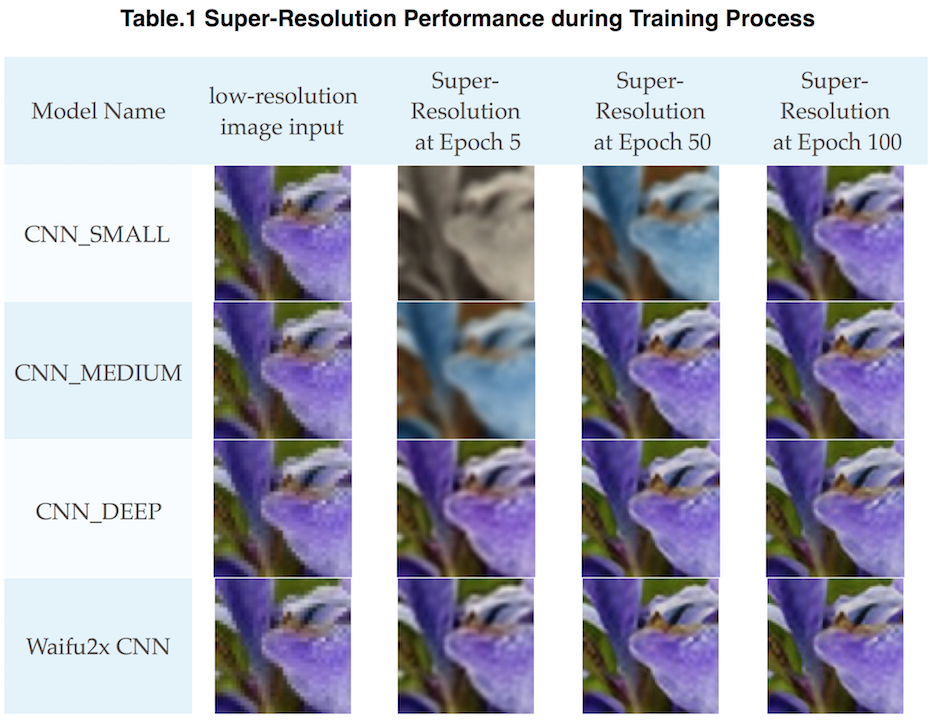 Table.1 Super-Resolution Performance during Training Process
Model Name
low-resolution
image input
Super-
Resolution
at Epoch 5
Super-
Resolution
at Epoch 50
Super-
Resolution
at Epoch 100
CNN_SMALL
CNN_MEDIUM
CNN_DEEP
Waifu2x CNN